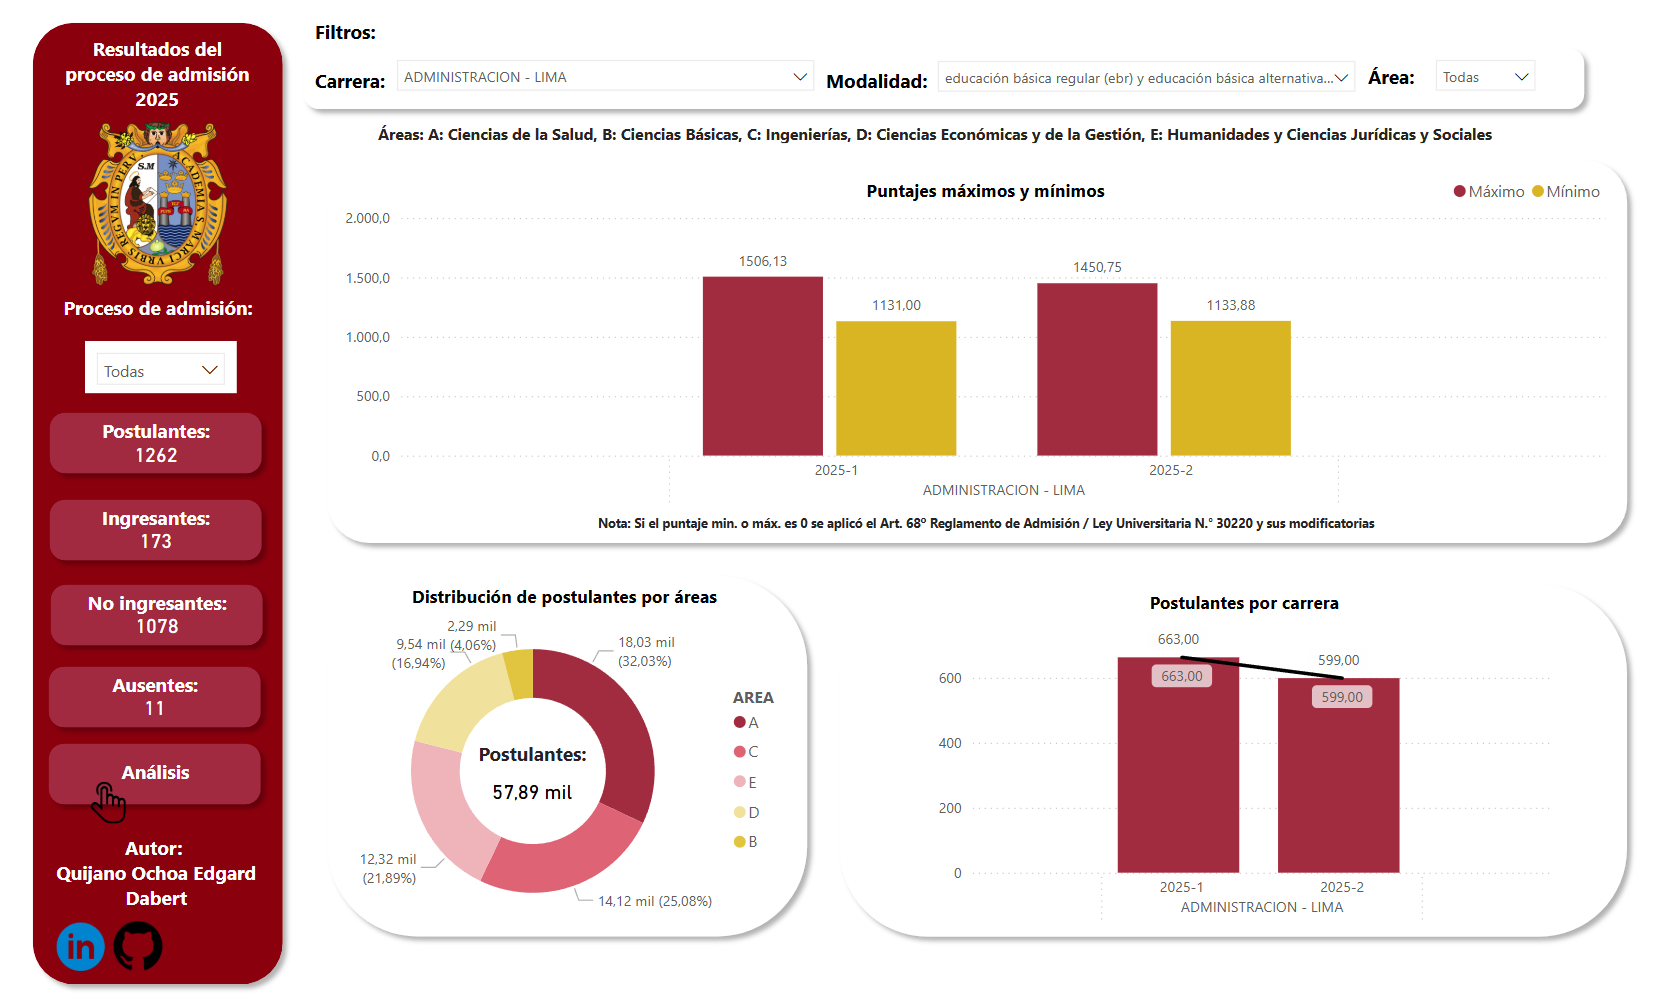 Resultados del
proceso de admisión
2025
S.M
ACADEMIA S. MARCI VRBIS REGVM IN PERV
Proceso de admisión:
Todas
Postulantes:
1262
Ingresantes:
173
No ingresantes:
1078
Ausentes:
11
Análisis
Autor:
Quijano Ochoa Edgard
Dabert
in
Filtros:
Carrera: ADMINISTRACION - LIMA Modalidad: educación básica regular (ebr) y educación básica alternativa... Área: Todas
Áreas: A: Ciencias de la Salud, B: Ciencias Básicas, C: Ingenierías, D: Ciencias Económicas y de la Gestión, E: Humanidades y Ciencias Jurídicas y Sociales
Puntajes máximos y mínimos
Máximo Mínimo
2.000,0
1.500,0
1.000,0
500,0
0,0
1506,13
1131,00
1450,75
1133,88
2025-1 2025-2
ADMINISTRACION - LIMA
Nota: Si el puntaje min. o máx. es 0 se aplicó el Art. 68º Reglamento de Admisión / Ley Universitaria N.° 30220 y sus modificatorias
Distribución de postulantes por áreas
2,29 mil
(4,06%)
9,54 mil
(16,94%)
18,03 mil
(32,03%)
12,32 mil
(21,89%)
14,12 mil (25,08%)
Postulantes:
57,89 mil
AREA
A
C
E
D
B
Postulantes por carrera
663,00
599,00
663,00
599,00
600
400
200
0
2025-1 2025-2
ADMINISTRACION - LIMA